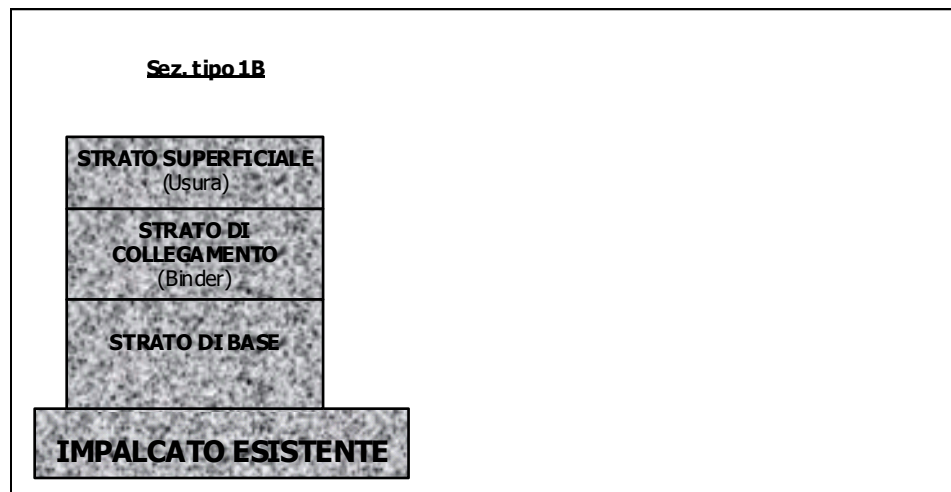 Sez. tipo 1B
STRATO SUPERFICIALE
(Usura)
STRATO DI
COLLEGAMENTO
(Binder)
STRATO DI BASE
IMPALCATO ESISTENTE